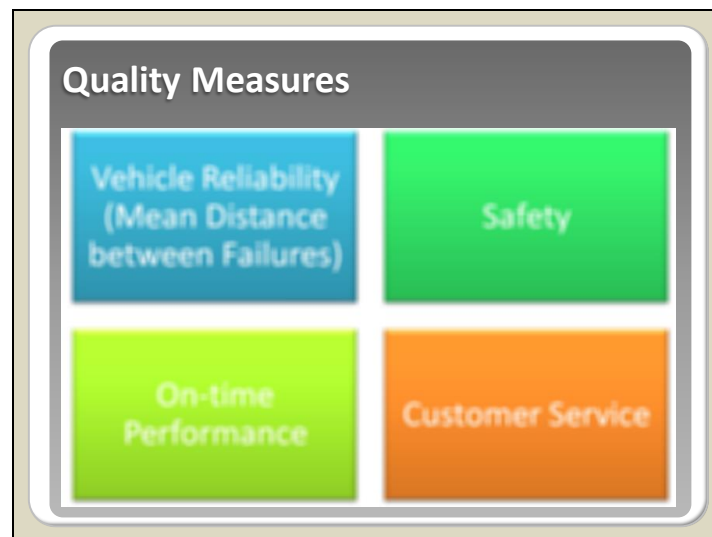 Quality Measures
Vehicle Reliability
(Mean Distance
between Failures)
Safety
On-time
Performance
Customer Service